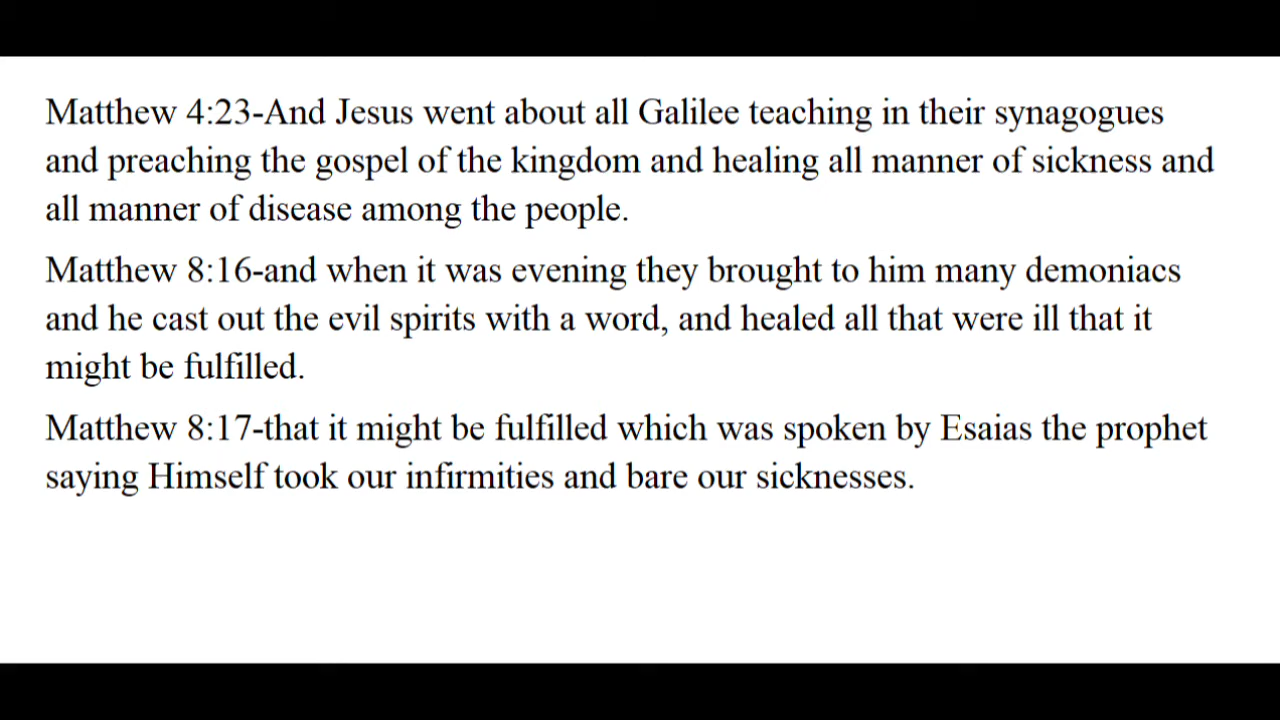 Matthew 4:23-And Jesus went about all Galilee teaching in their synagogues
and preaching the gospel of the kingdom and healing all manner of sickness and
all manner of disease among the people.
Matthew 8:16-and when it was evening they brought to him many demoniacs
and he cast out the evil spirits with a word, and healed all that were ill that it
might be fulfilled.
Matthew 8:17-that it might be fulfilled which was spoken by Esaias the prophet
saying Himself took our infirmities and bare our sicknesses.